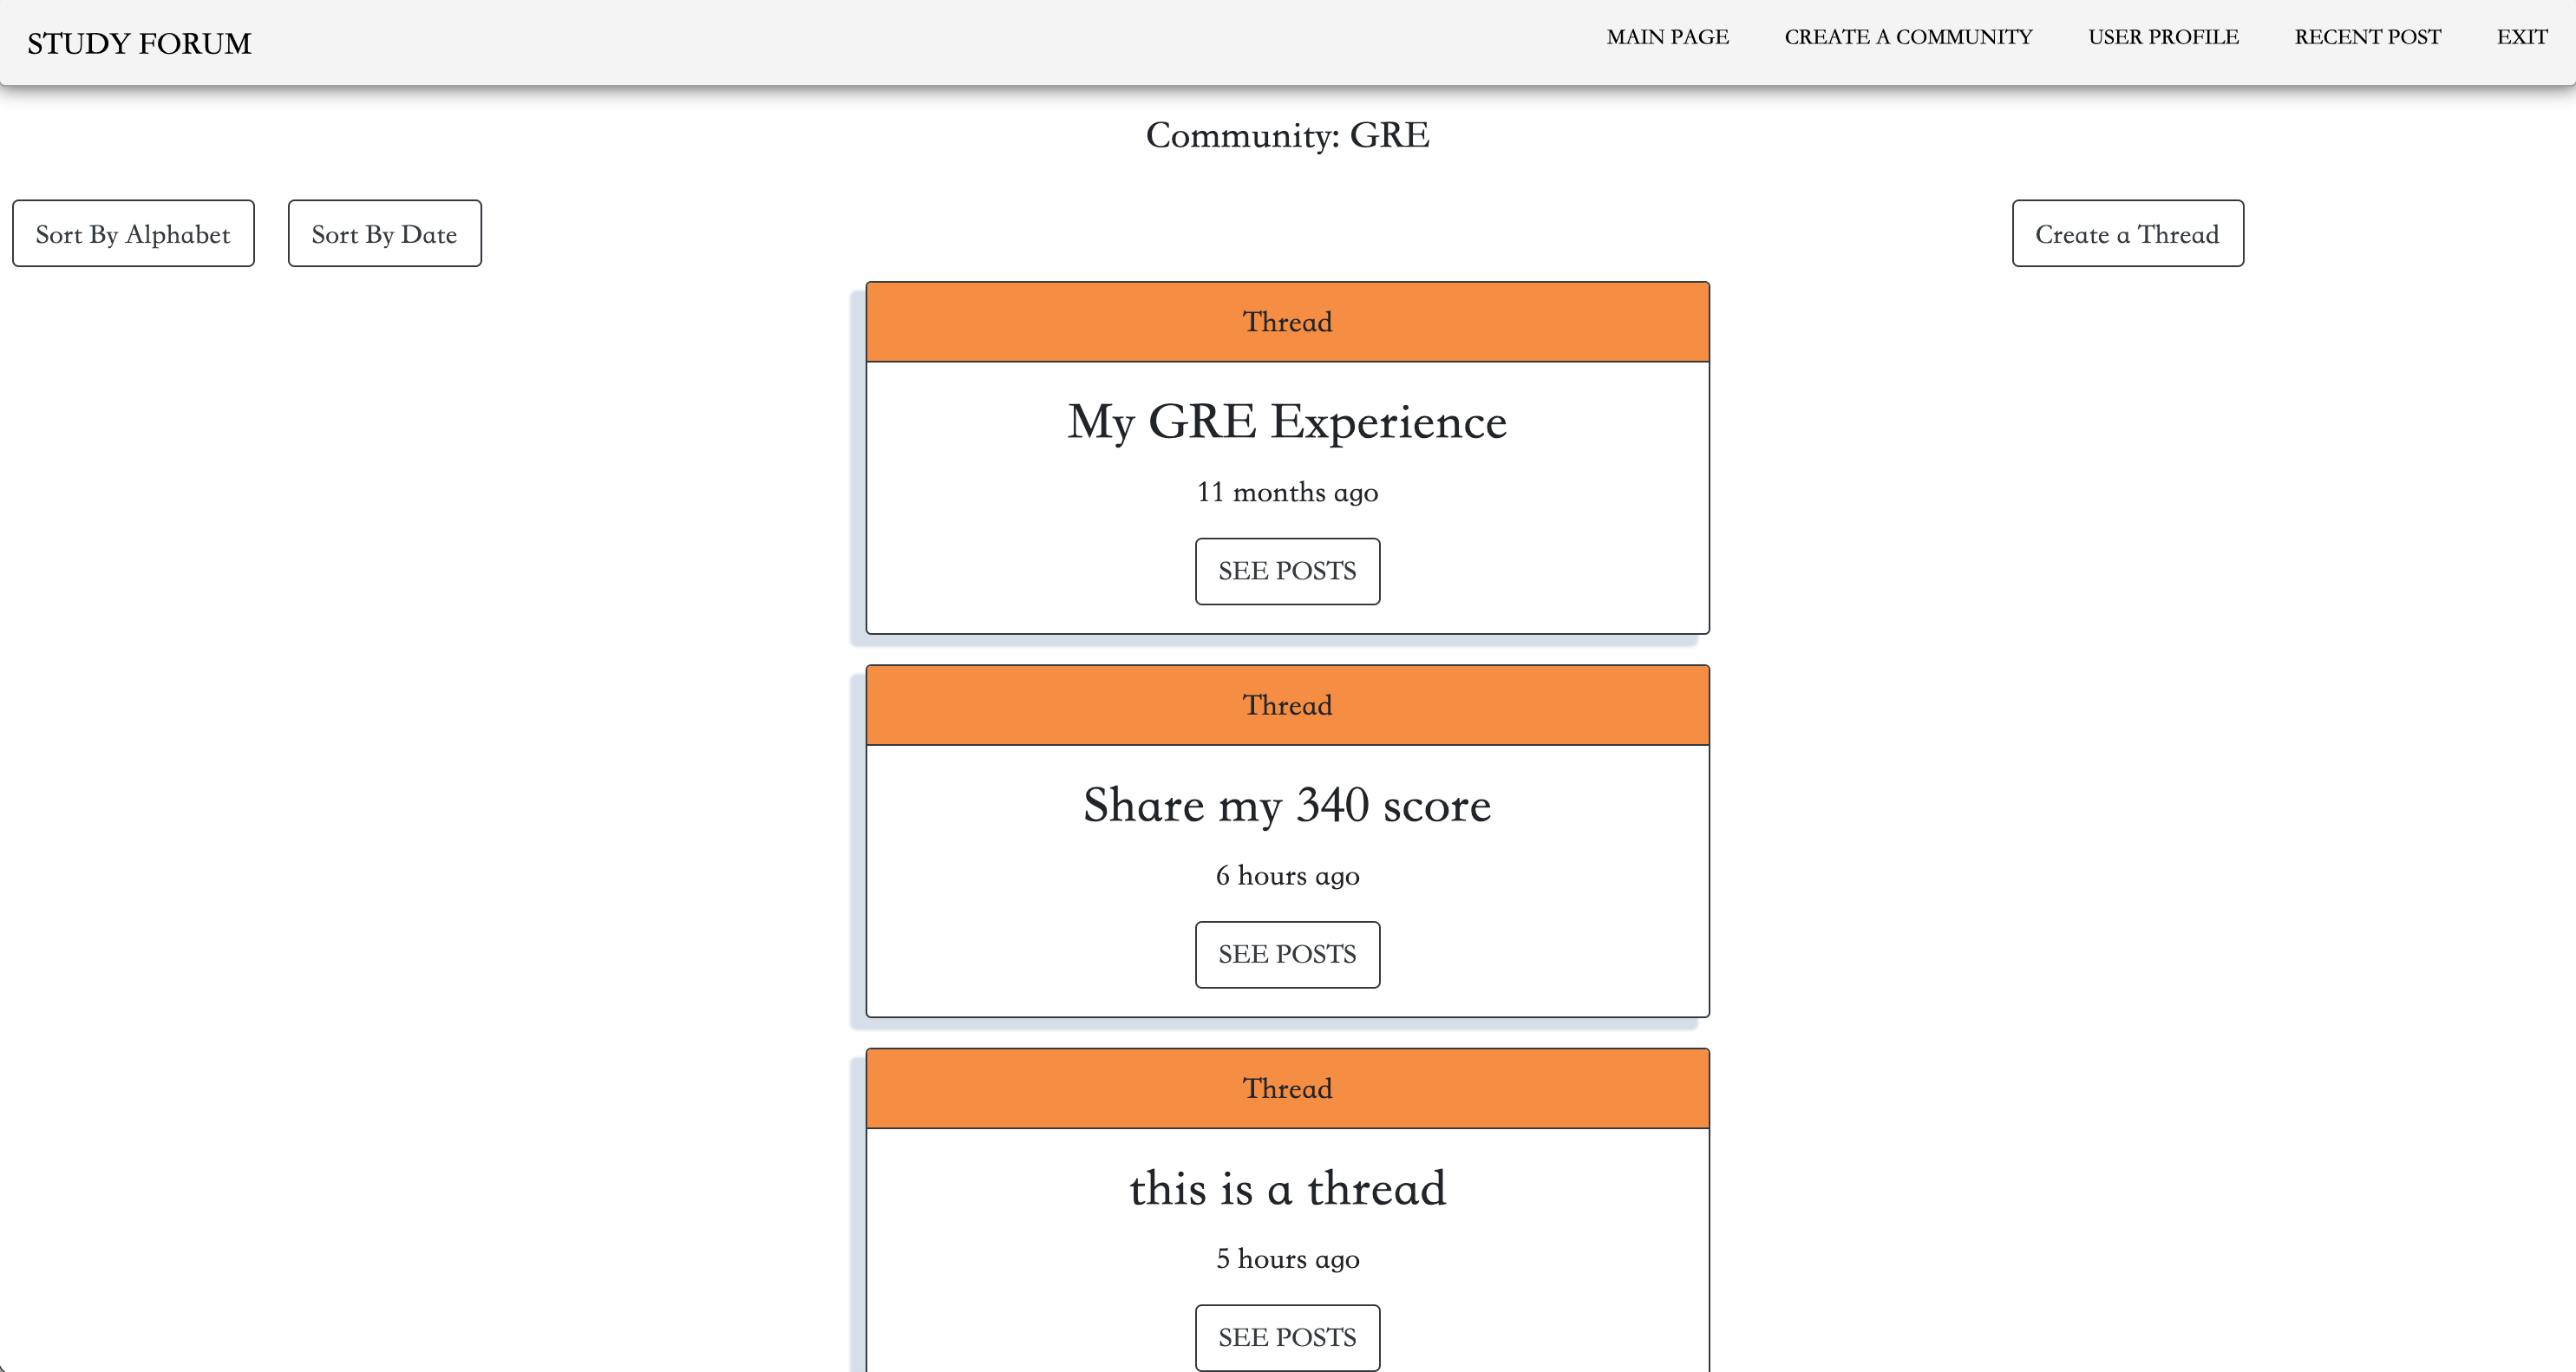 STUDY FORUM
MAIN PAGE
CREATE A COMMUNITY
USER PROFILE
RECENT POST
EXIT
Community: GRE
Sort By Alphabet
Sort By Date
Create a Thread
Thread
My GRE Experience
11 months ago
SEE POSTS
Thread
Share my 340 score
6 hours ago
SEE POSTS
Thread
this is a thread
5 hours ago
SEE POSTS